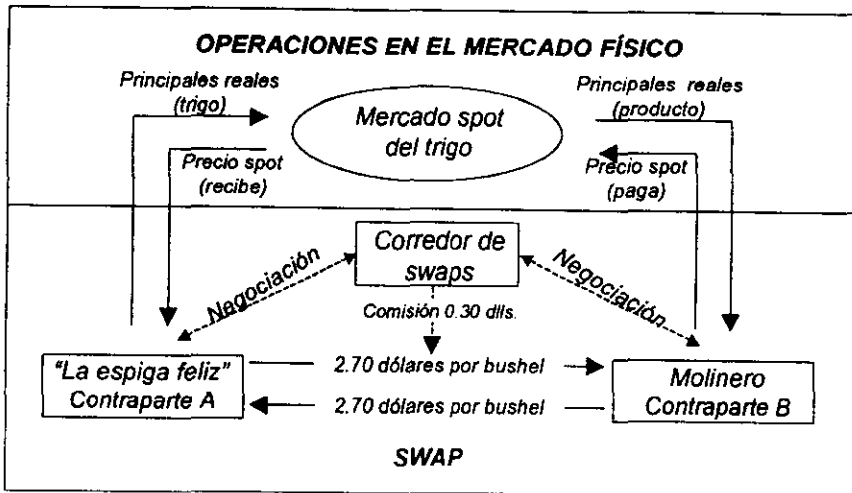 OPERACIONES EN EL MERCADO FÍSICO
Principales reales
(trigo)
Mercado spot
del trigo
Principales reales
(producto)
Precio spot
(recibe)
Precio spot
(paga)
Negociación
Corredor de
swaps
Negociación
Comisión 0.30 dlls.
"La espiga feliz"
Contraparte A
2.70 dólares por bushel
2.70 dólares por bushel
Molinero
Contraparte B
SWAP